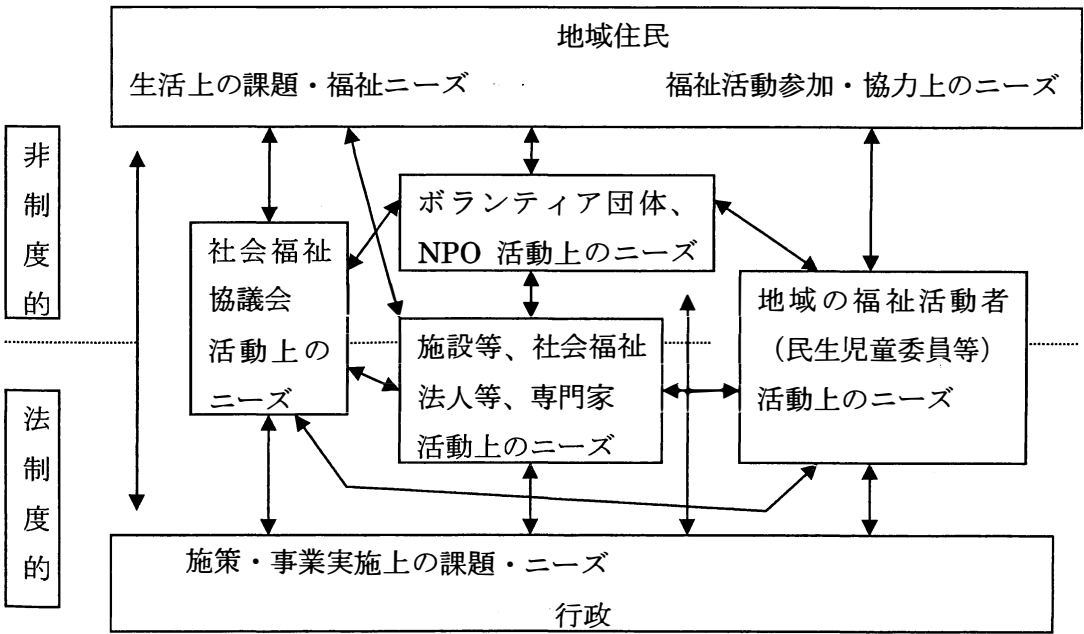 地域住民
生活上の課題・福祉ニーズ
福祉活動参加・協力上のニーズ
非制度的
ボランティア団体、
NPO 活動上のニーズ
社会福祉
協議会
活動上の
ニーズ
地域の福祉活動者
（民生児童委員等）
活動上のニーズ
施設等、社会福祉
法人等、専門家
活動上のニーズ
法制度的
施策・事業実施上の課題・ニーズ
行政